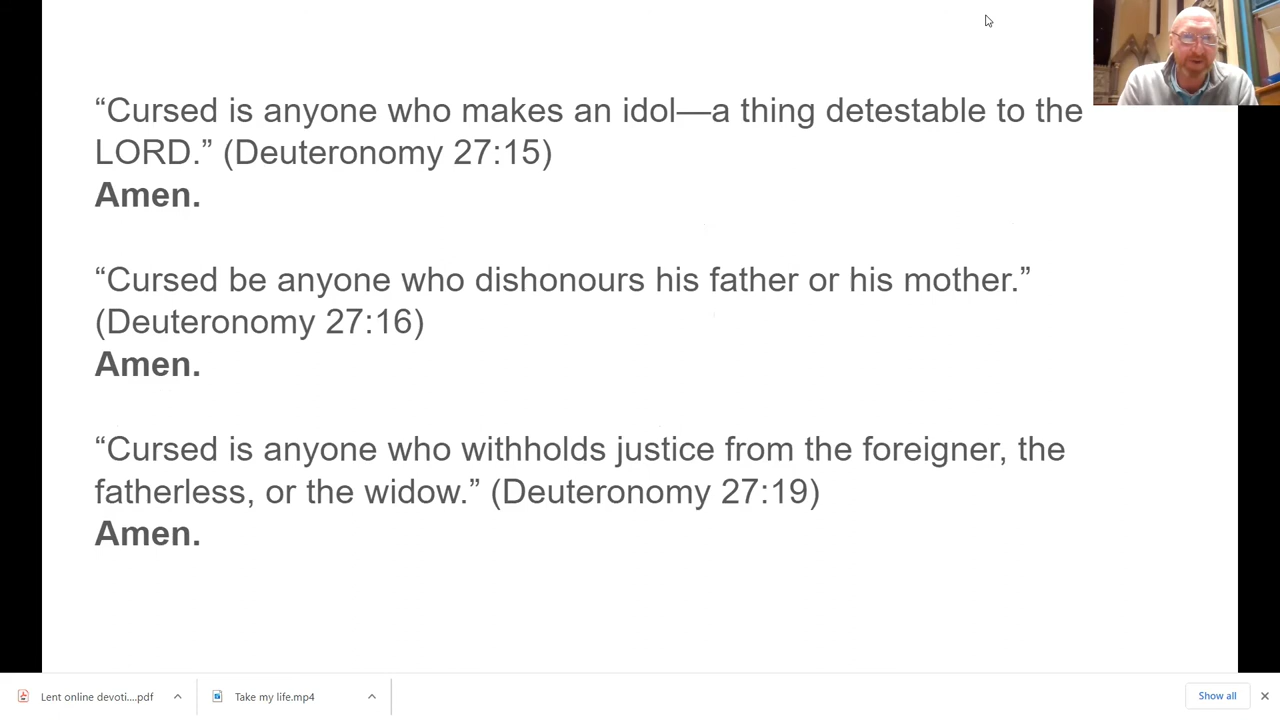 “Cursed is anyone who makes an idol—a thing detestable to the
LORD.” (Deuteronomy 27:15)
Amen.
“Cursed be anyone who dishonours his father or his mother.”
(Deuteronomy 27:16)
Amen.
“Cursed is anyone who withholds justice from the foreigner, the
fatherless, or the widow.” (Deuteronomy 27:19)
Amen.
Lent online devoti....pdf
Take my life.mp4
Show all